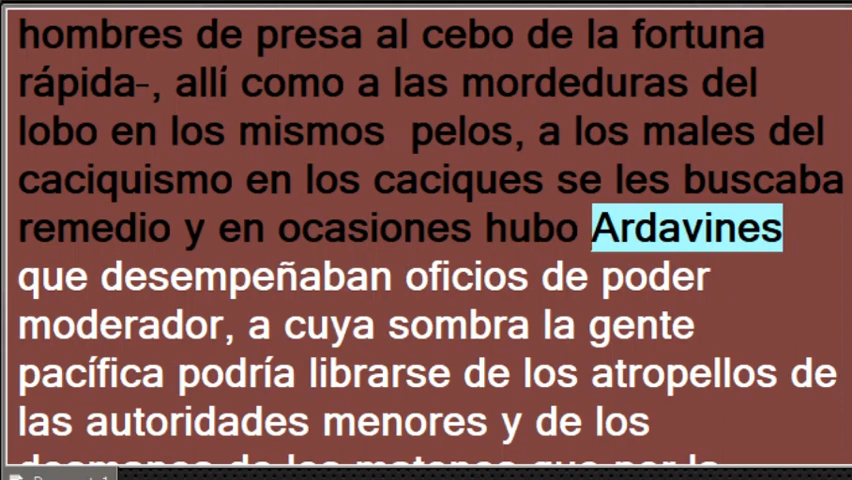 hombres de presa al cebo de la fortuna
rápida-, allí como a las mordeduras del
lobo en los mismos  pelos, a los males del
caciquismo en los caciques se les buscaba
remedio y en ocasiones hubo Ardavines
que desempeñaban oficios de poder
moderador, a cuya sombra la gente
pacífica podría librarse de los atropellos de
las autoridades menores y de los